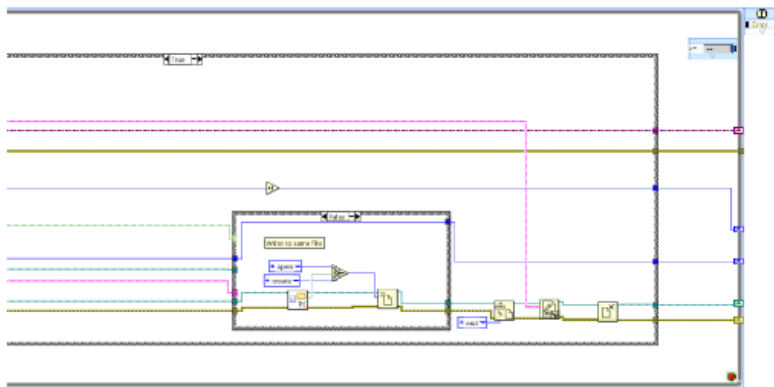 True
False
Write to same file
open
create
end